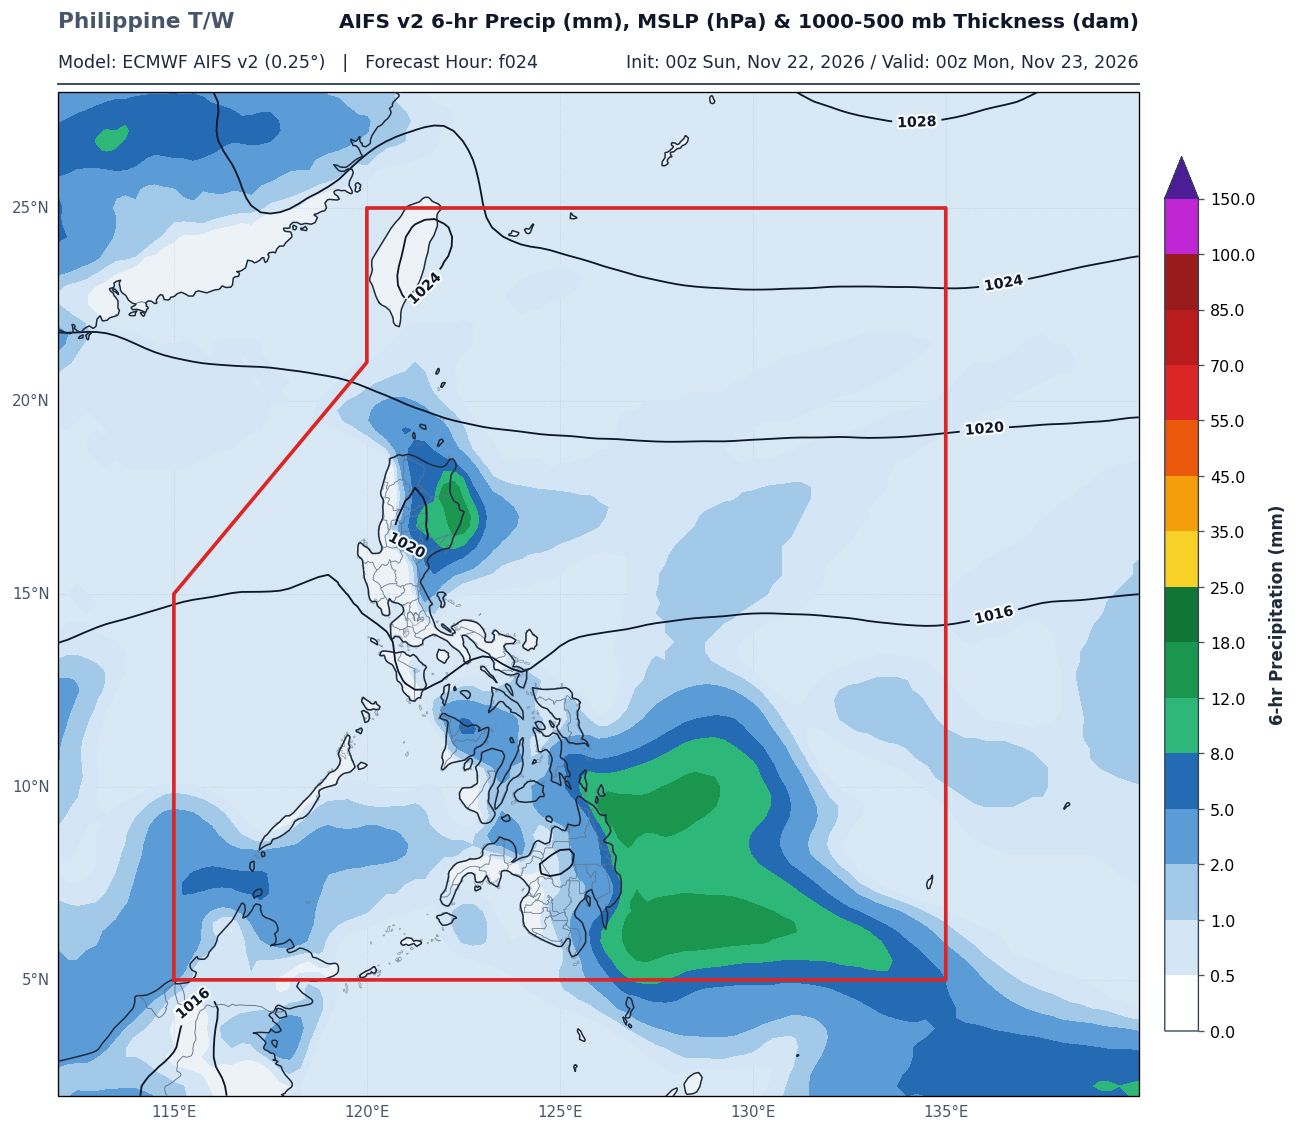 Philippine T/W
AIFS v2 6-hr Precip (mm), MSLP (hPa) & 1000-500 mb Thickness (dam)
Model: ECMWF AIFS v2 (0.25°) | Forecast Hour: f024
Init: 00z Sun, Nov 22, 2026 / Valid: 00z Mon, Nov 23, 2026
1028
1024
1024
1020
1020
1016
1016
25°N
20°N
15°N
10°N
5°N
115°E
120°E
125°E
130°E
135°E
150.0
100.0
85.0
70.0
55.0
45.0
35.0
25.0
18.0
12.0
8.0
5.0
2.0
1.0
0.5
0.0
6-hr Precipitation (mm)